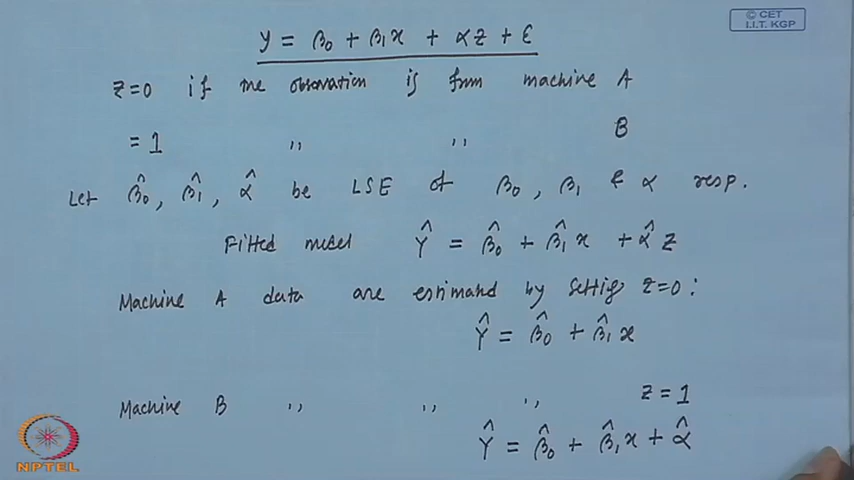 © CET
I.I.T. KGP
Y = β0 + β1x + αz + ε
z=0 if the observation is from machine A
= 1 ,, ,, B
Let β̂0, β̂1, α̂ be LSE of β0, β1 & α resp.
Fitted model Ŷ = β̂0 + β̂1x + α̂z
Machine A data are estimated by setting z=0:
Ŷ = β̂0 + β̂1x
Machine B ,, ,, ,, z=1
Ŷ = β̂0 + β̂1x + α̂
NPTEL